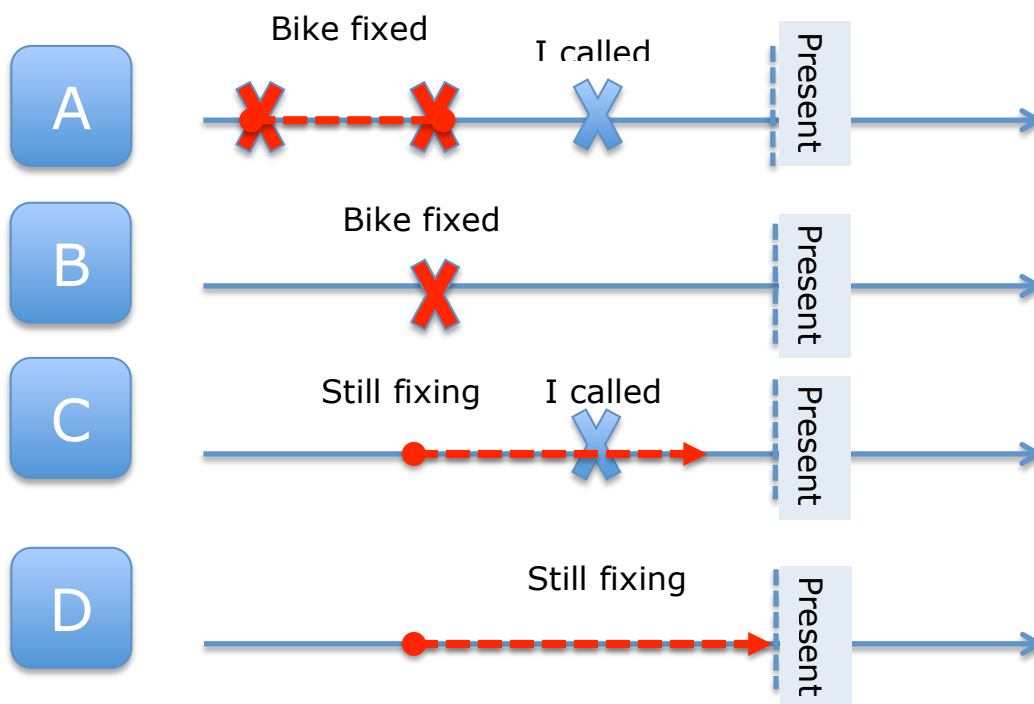 Bike fixed
A
I called
Present
Bike fixed
B
Present
Still fixing
I called
C
Present
Still fixing
D
Present